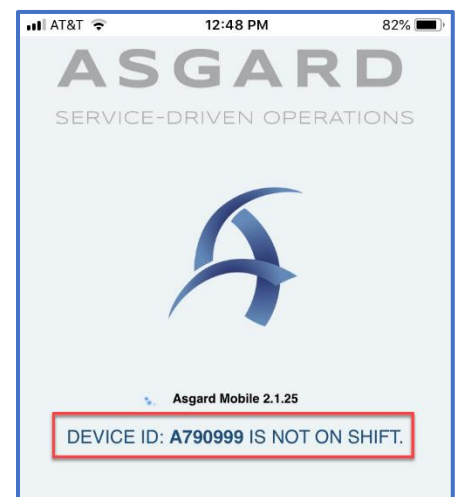 AT&T 12:48 PM 82%
ASGARD
SERVICE-DRIVEN OPERATIONS
Asgard Mobile 2.1.25
DEVICE ID: A790999 IS NOT ON SHIFT.